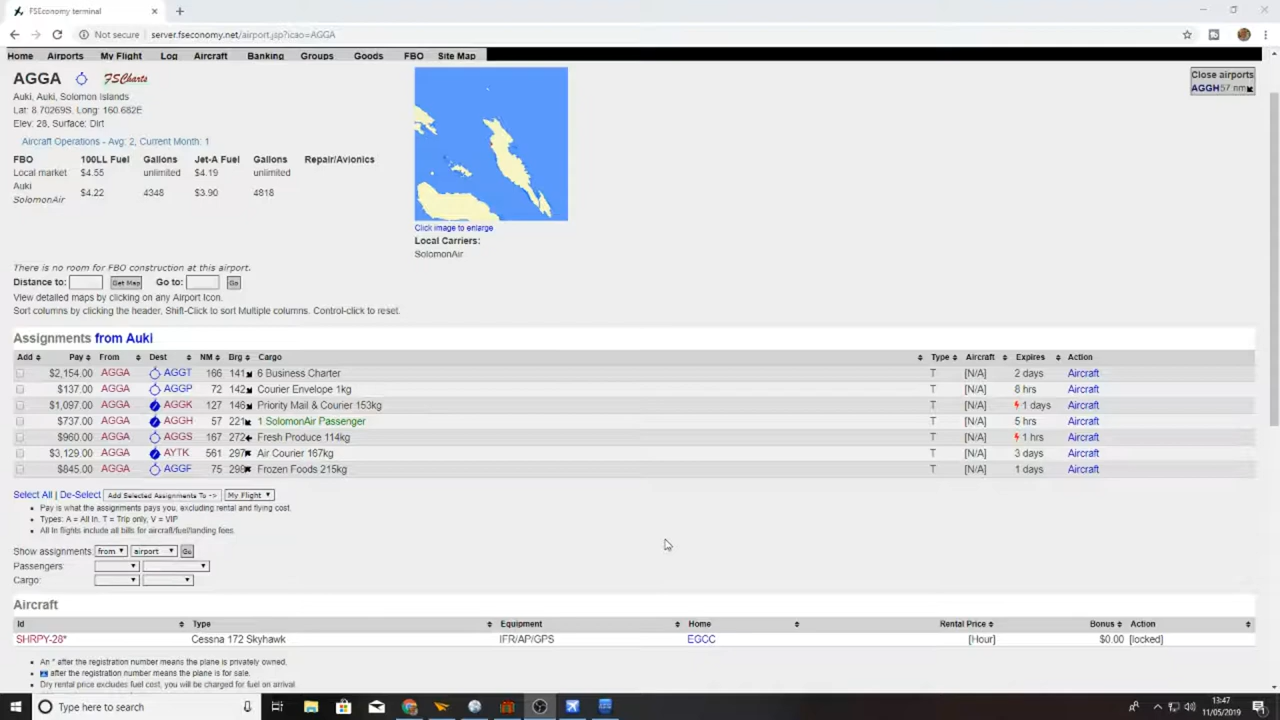 FSEconomy terminal
Not secure | server.fseconomy.net/airport.jsp?icao=AGGA
Home Airports My Flight Log Aircraft Banking Groups Goods FBO Site Map
AGGA FSCharts
Auki, Auki, Solomon Islands
Lat: 8.70269S, Long: 160.682E
Elev: 28, Surface: Dirt
Aircraft Operations - Avg: 2, Current Month: 1
FBO 100LL Fuel Gallons Jet-A Fuel Gallons Repair/Avionics
Local market $4.55 unlimited $4.19 unlimited
Auki
SolomonAir $4.22 4348 $3.90 4818
Click image to enlarge
Local Carriers:
SolomonAir
Close airports
AGGH 57 nm
There is no room for FBO construction at this airport.
Distance to: Get Map Go to: Go
View detailed maps by clicking on any Airport Icon.
Sort columns by clicking the header, Shift-Click to sort Multiple columns. Control-click to reset.
Assignments from Auki
Add Pay From Dest NM Brg Cargo Type Aircraft Expires Action
$2,154.00 AGGA AGGT 166 141 6 Business Charter T [N/A] 2 days Aircraft
$137.00 AGGA AGGP 72 142 Courier Envelope 1kg T [N/A] 8 hrs Aircraft
$1,097.00 AGGA AGGK 127 146 Priority Mail & Courier 153kg T [N/A] 1 days Aircraft
$737.00 AGGA AGGH 57 221 1 SolomonAir Passenger T [N/A] 5 hrs Aircraft
$960.00 AGGA AGGS 167 272 Fresh Produce 114kg T [N/A] 1 hrs Aircraft
$3,129.00 AGGA AYTK 561 297 Air Courier 167kg T [N/A] 3 days Aircraft
$845.00 AGGA AGGF 75 298 Frozen Foods 215kg T [N/A] 1 days Aircraft
Select All | De-Select Add Selected Assignments To -> My Flight
• Pay is what the assignments pays you, excluding rental and flying cost.
• Types: A = All In, T = Trip only, V = VIP
• All In flights include all bills for aircraft/fuel/landing fees.
Show assignments from airport Go
Passengers:
Cargo:
Aircraft
Id Type Equipment Home Rental Price Bonus Action
SHRPY-28* Cessna 172 Skyhawk IFR/AP/GPS EGCC [Hour] $0.00 [locked]
• An * after the registration number means the plane is privately owned.
• after the registration number means the plane is for sale.
• Dry rental price excludes fuel cost, you will be charged for fuel on arrival
Type here to search
13:47
11/05/2019